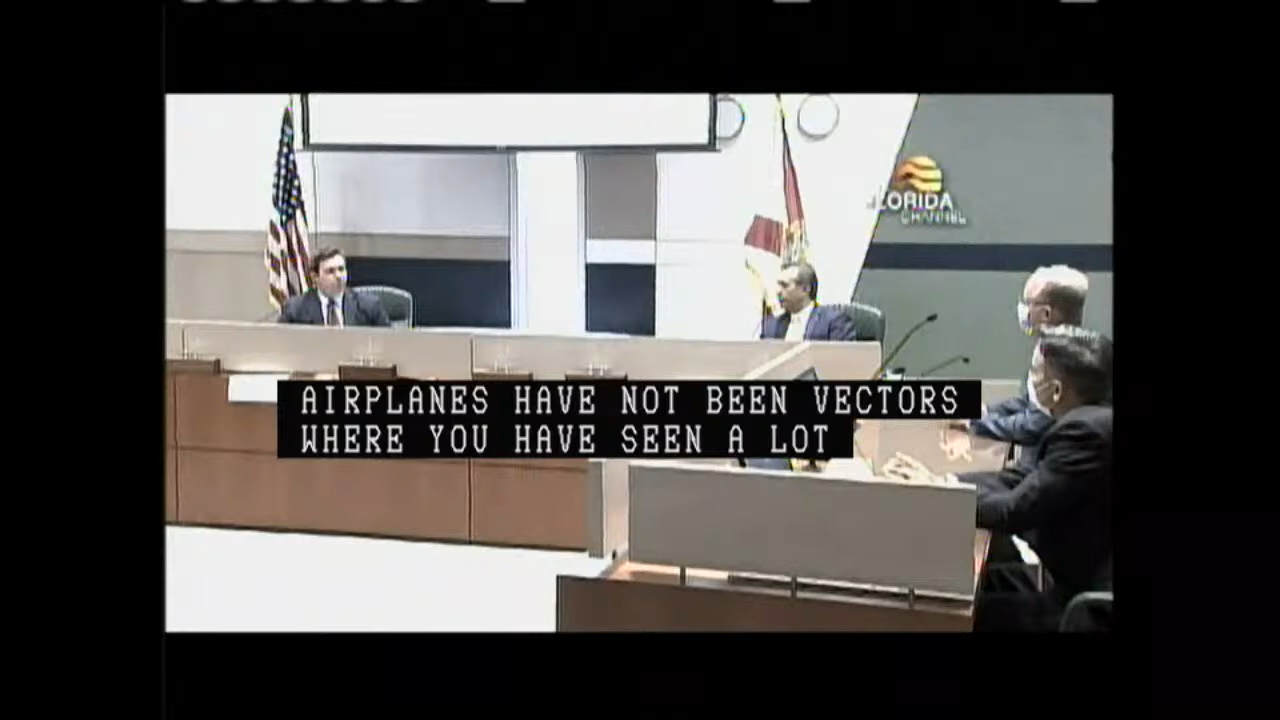 FLORIDA
CHANNEL
AIRPLANES HAVE NOT BEEN VECTORS
WHERE YOU HAVE SEEN A LOT